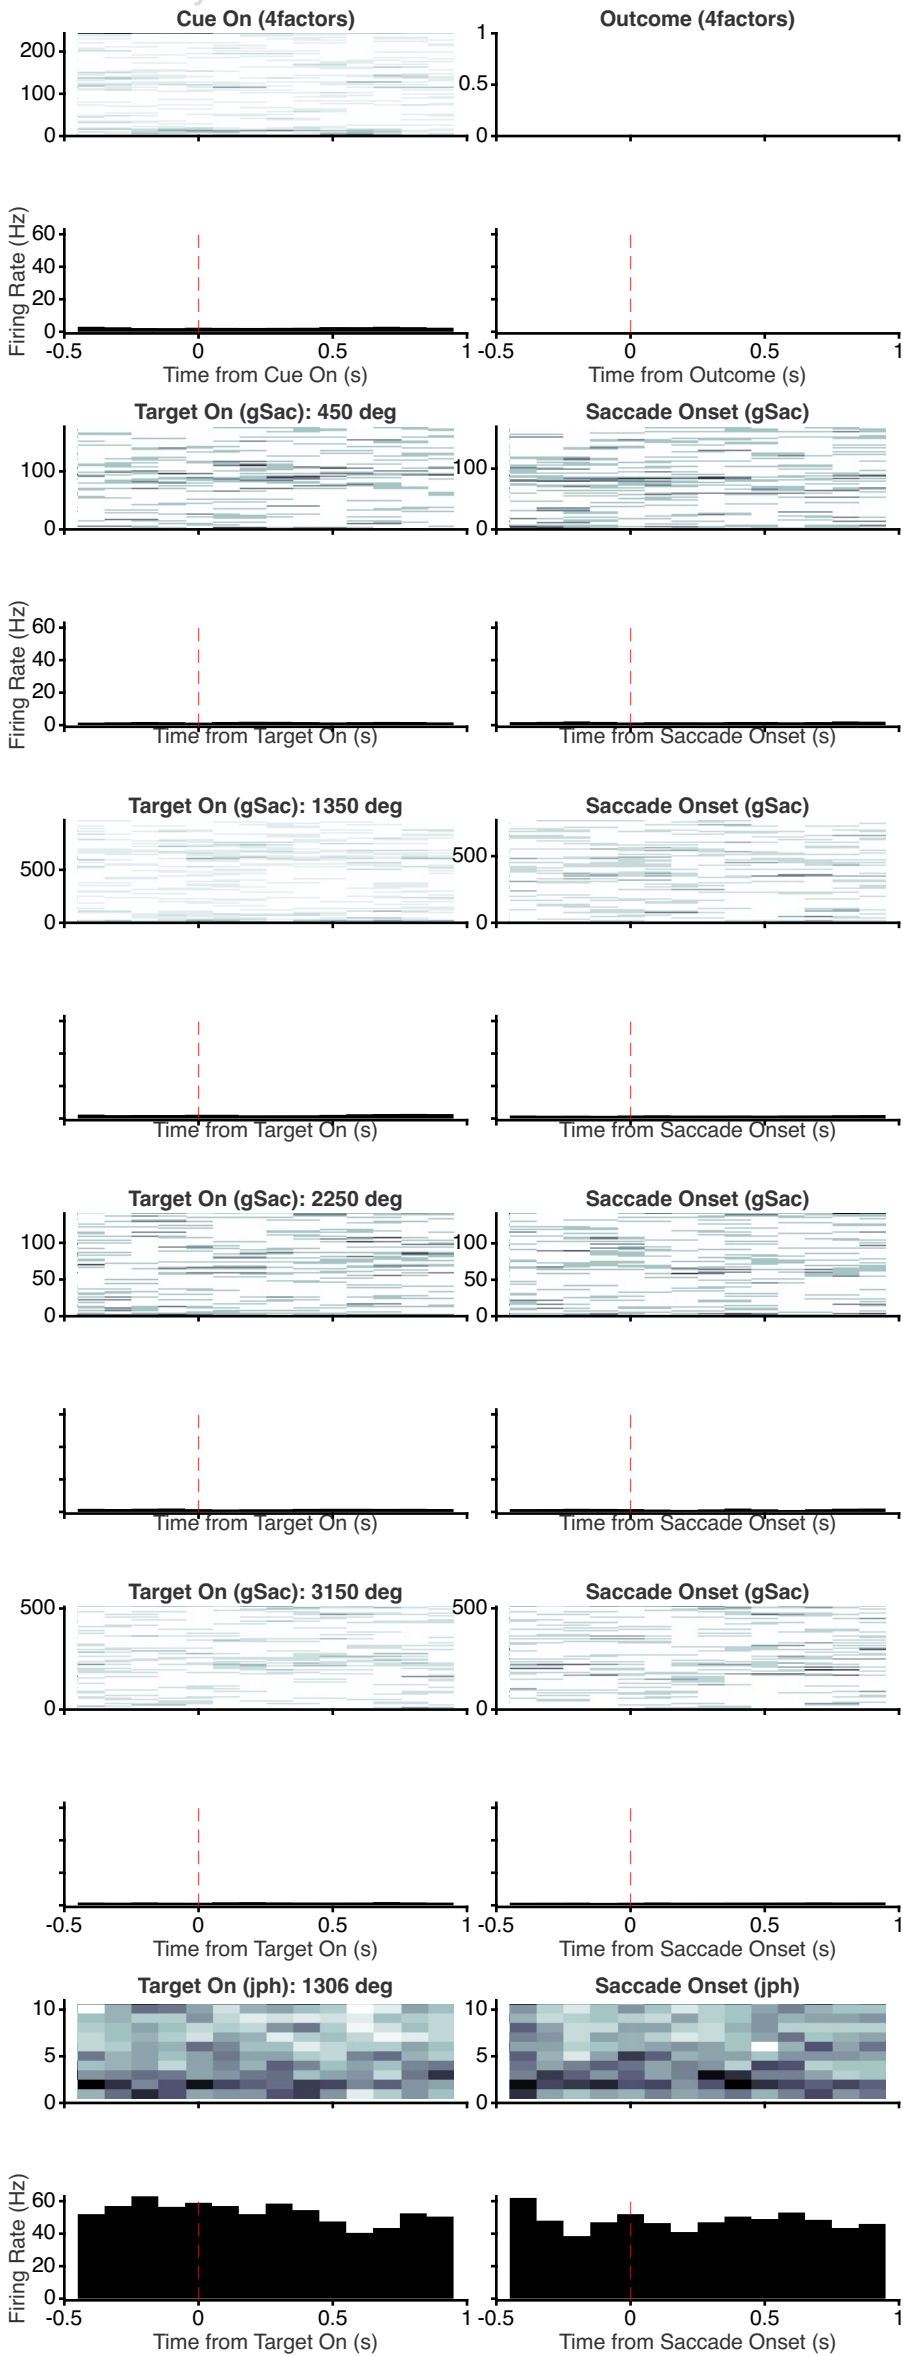 Cue On (4factors) Outcome (4factors)
200
100
0
1
0.5
0
Firing Rate (Hz)
60
40
20
0
-0.5 0 0.5 1 -0.5 0 0.5 1
Time from Cue On (s) Time from Outcome (s)
Target On (gSac): 450 deg Saccade Onset (gSac)
100
0
100
0
Firing Rate (Hz)
60
40
20
0
Time from Target On (s) Time from Saccade Onset (s)
Target On (gSac): 1350 deg Saccade Onset (gSac)
500
0
500
0
Time from Target On (s) Time from Saccade Onset (s)
Target On (gSac): 2250 deg Saccade Onset (gSac)
100
50
0
100
50
0
Time from Target On (s) Time from Saccade Onset (s)
Target On (gSac): 3150 deg Saccade Onset (gSac)
500
0
500
0
-0.5 0 0.5 1 -0.5 0 0.5 1
Time from Target On (s) Time from Saccade Onset (s)
Target On (jph): 1306 deg Saccade Onset (jph)
10
5
0
10
5
0
Firing Rate (Hz)
60
40
20
0
-0.5 0 0.5 1 -0.5 0 0.5 1
Time from Target On (s) Time from Saccade Onset (s)